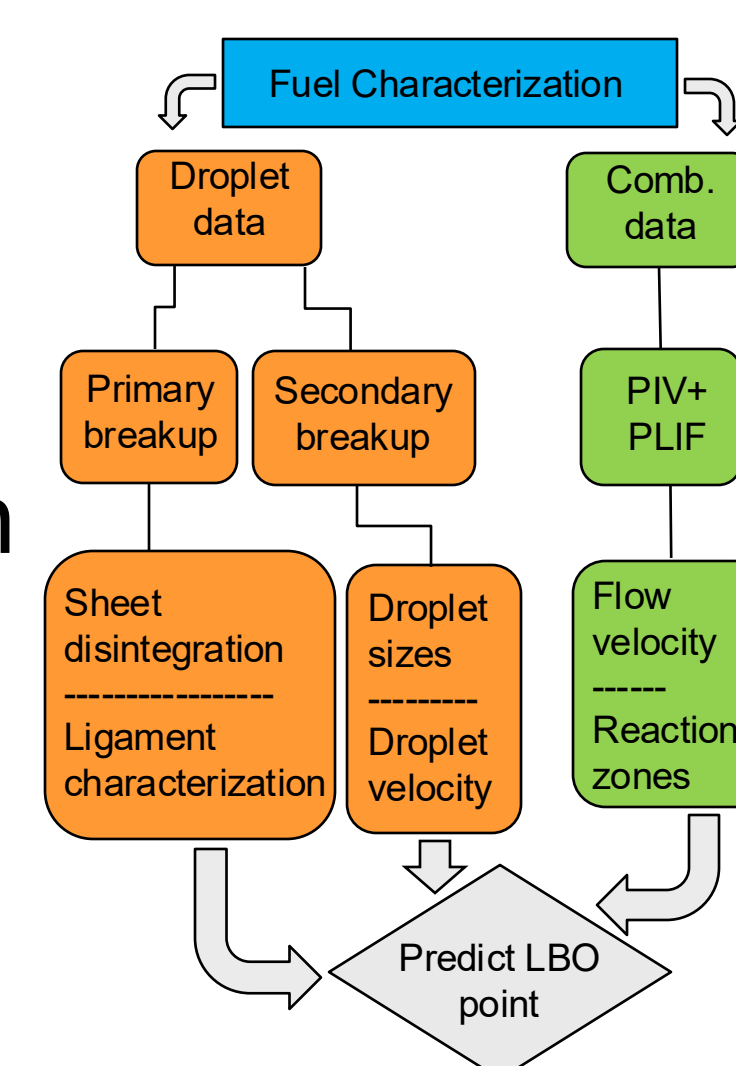 Fuel Characterization
Droplet
data
Comb.
data
Primary
breakup
Secondary
breakup
PIV+
PLIF
n
Sheet
disintegration
-----------------
Ligament
characterization
Droplet
sizes
---------
Droplet
velocity
Flow
velocity
------
Reaction
zones
Predict LBO
point